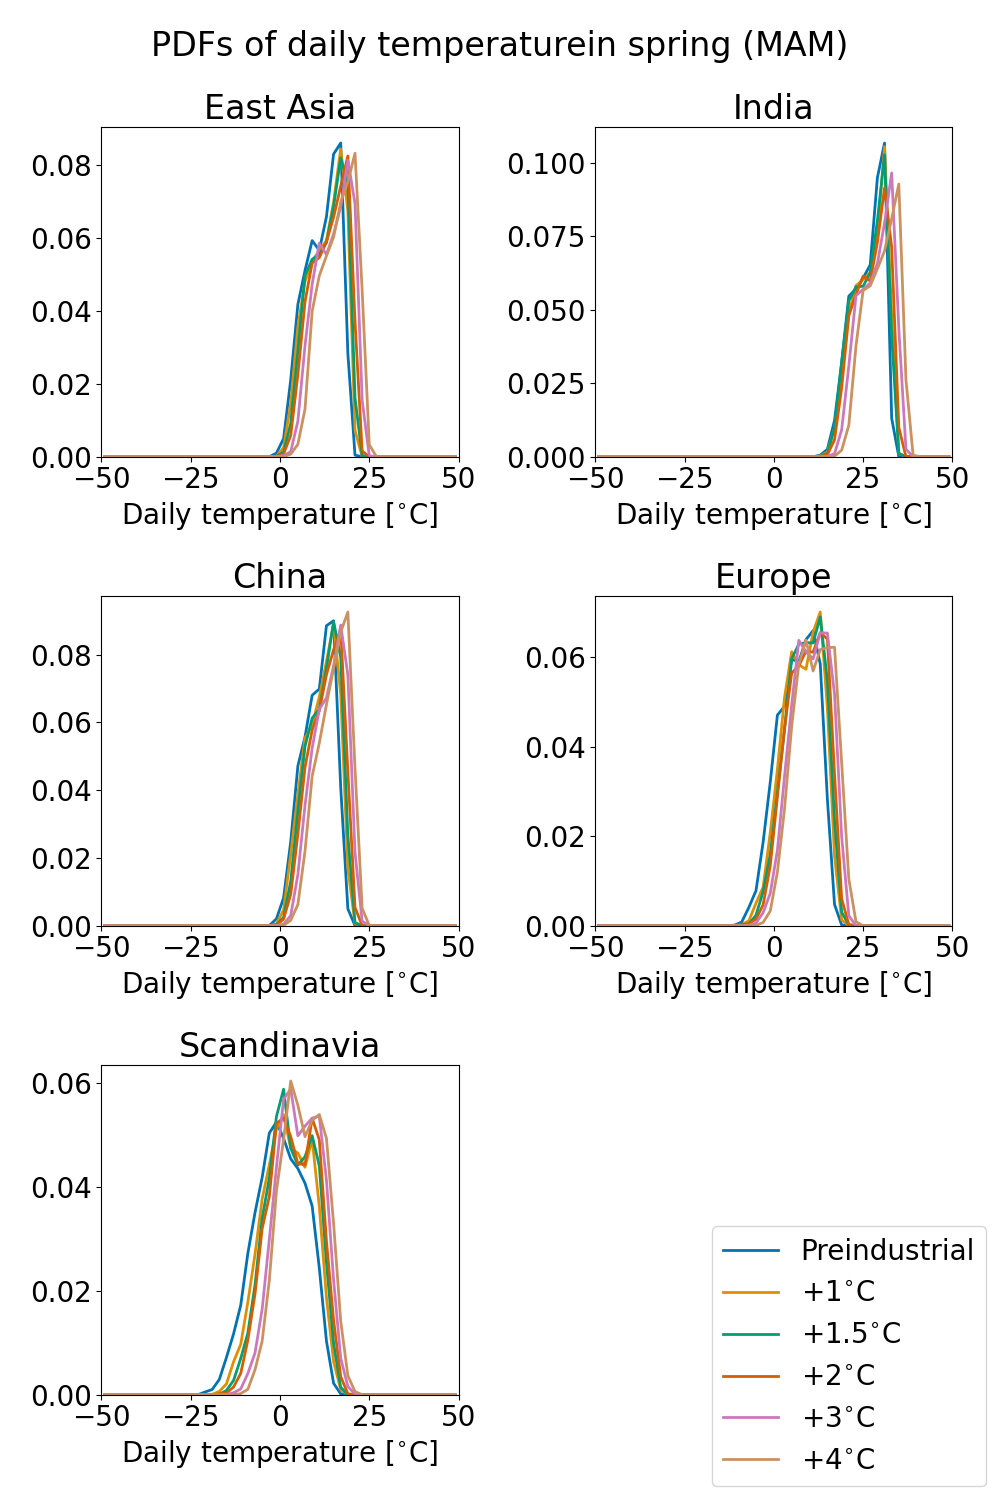 PDFs of daily temperaturein spring (MAM)
East Asia
0.08
0.06
0.04
0.02
0.00
−50 −25 0 25 50
Daily temperature [°C]
India
0.100
0.075
0.050
0.025
0.000
−50 −25 0 25 50
Daily temperature [°C]
China
0.08
0.06
0.04
0.02
0.00
−50 −25 0 25 50
Daily temperature [°C]
Europe
0.06
0.04
0.02
0.00
−50 −25 0 25 50
Daily temperature [°C]
Scandinavia
0.06
0.04
0.02
0.00
−50 −25 0 25 50
Daily temperature [°C]
Preindustrial
+1°C
+1.5°C
+2°C
+3°C
+4°C